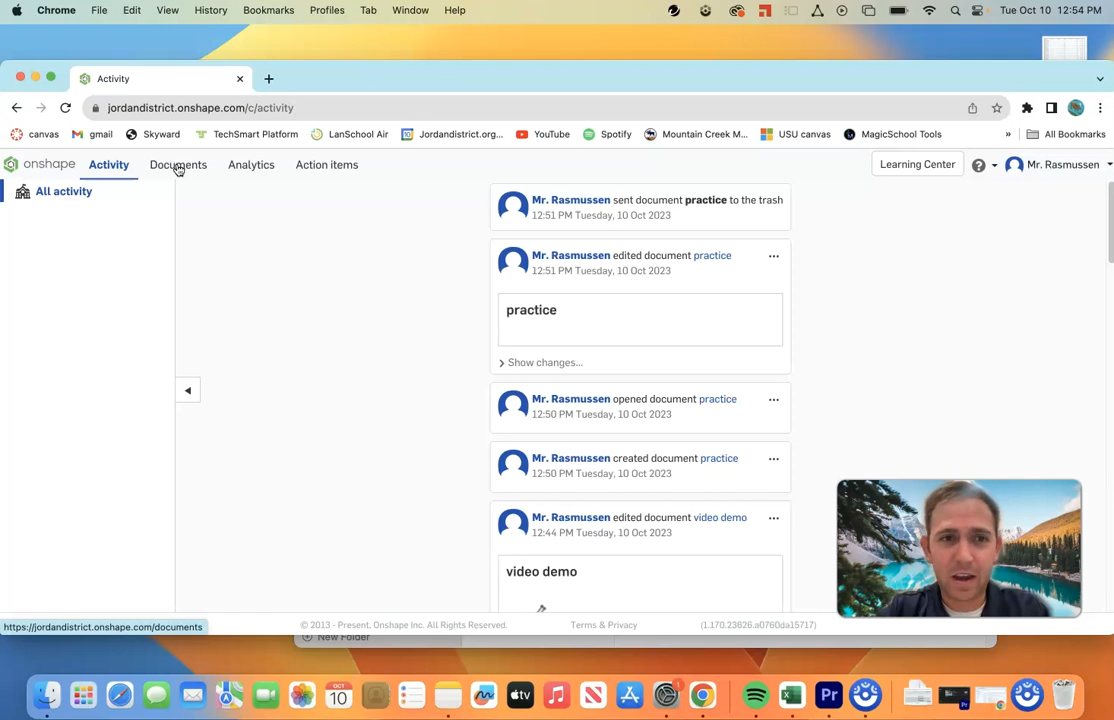 Chrome File Edit View History Bookmarks Profiles Tab Window Help Tue Oct 10 12:54 PM
Activity
jordandistrict.onshape.com/c/activity
canvas gmail Skyward TechSmart Platform LanSchool Air Jordandistrict.org... YouTube Spotify Mountain Creek M... USU canvas MagicSchool Tools » All Bookmarks
onshape Activity Documents Analytics Action items Learning Center Mr. Rasmussen
All activity
Mr. Rasmussen sent document practice to the trash
12:51 PM Tuesday, 10 Oct 2023
Mr. Rasmussen edited document practice
12:51 PM Tuesday, 10 Oct 2023
practice
Show changes...
Mr. Rasmussen opened document practice
12:50 PM Tuesday, 10 Oct 2023
Mr. Rasmussen created document practice
12:50 PM Tuesday, 10 Oct 2023
Mr. Rasmussen edited document video demo
12:44 PM Tuesday, 10 Oct 2023
video demo
© 2013 - Present, Onshape Inc. All Rights Reserved. Terms & Privacy (1.170.23626.a0760da15717)
https://jordandistrict.onshape.com/documents
New Folder
OCT
10
tv
1
Pr